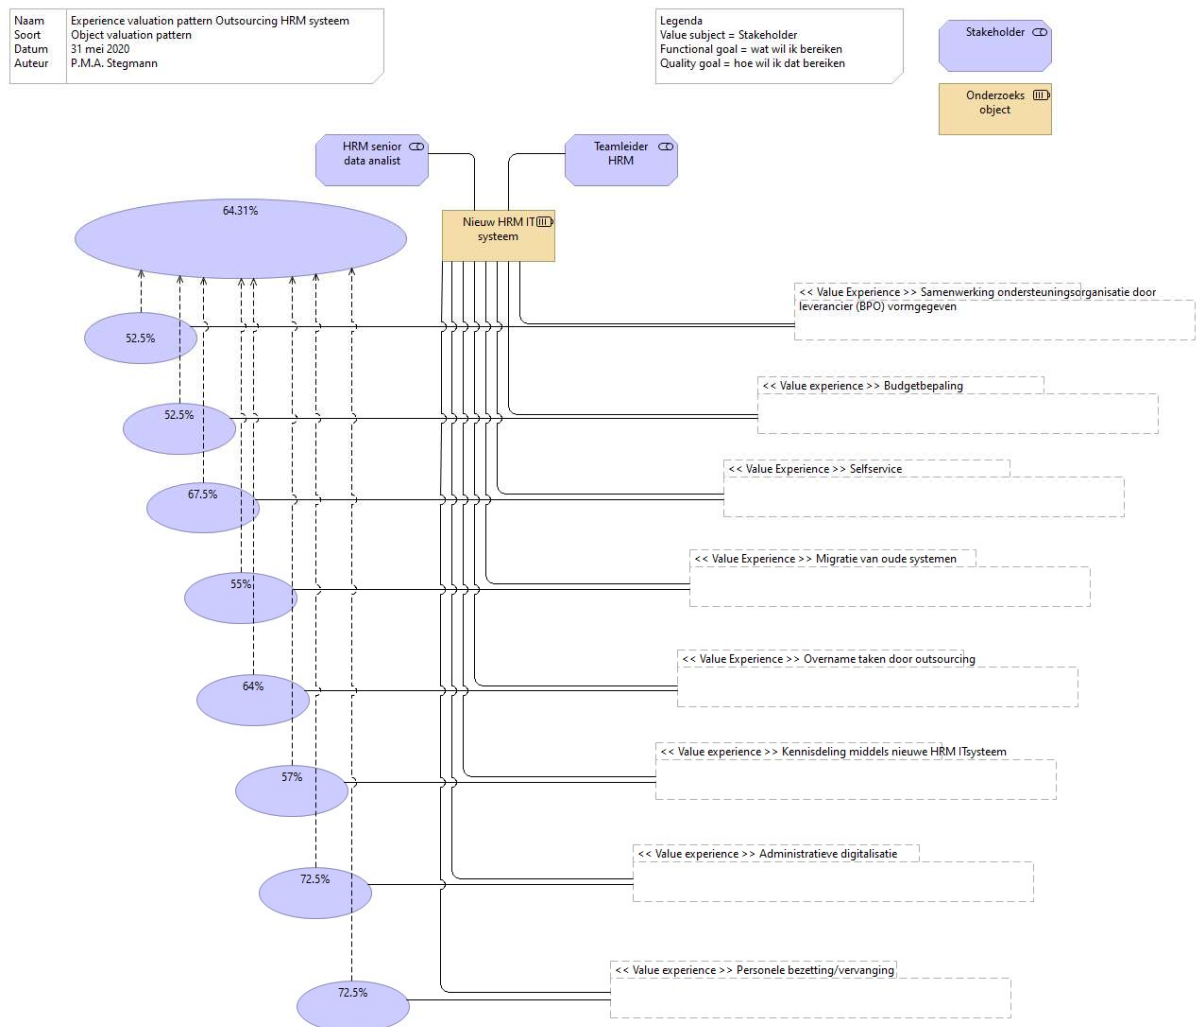 Naam Experience valuation pattern Outsourcing HRM systeem
Soort Object valuation pattern
Datum 31 mei 2020
Auteur P.M.A. Stegmann
Legenda
Value subject = Stakeholder
Functional goal = wat wil ik bereiken
Quality goal = hoe wil ik dat bereiken
Stakeholder
Onderzoeks
object
HRM senior
data analist
Teamleider
HRM
64.31%
Nieuw HRM IT
systeem
<< Value Experience >> Samenwerking ondersteuningsorganisatie door
leverancier (BPO) vormgegeven
52.5%
<< Value experience >> Budgetbepaling
52.5%
<< Value Experience >> Selfservice
67.5%
<< Value Experience >> Migratie van oude systemen
55%
<< Value Experience >> Overname taken door outsourcing
64%
<< Value experience >> Kennisdeling middels nieuwe HRM ITsysteem
57%
<< Value experience >> Administratieve digitalisatie
72.5%
<< Value experience >> Personele bezetting/vervanging
72.5%